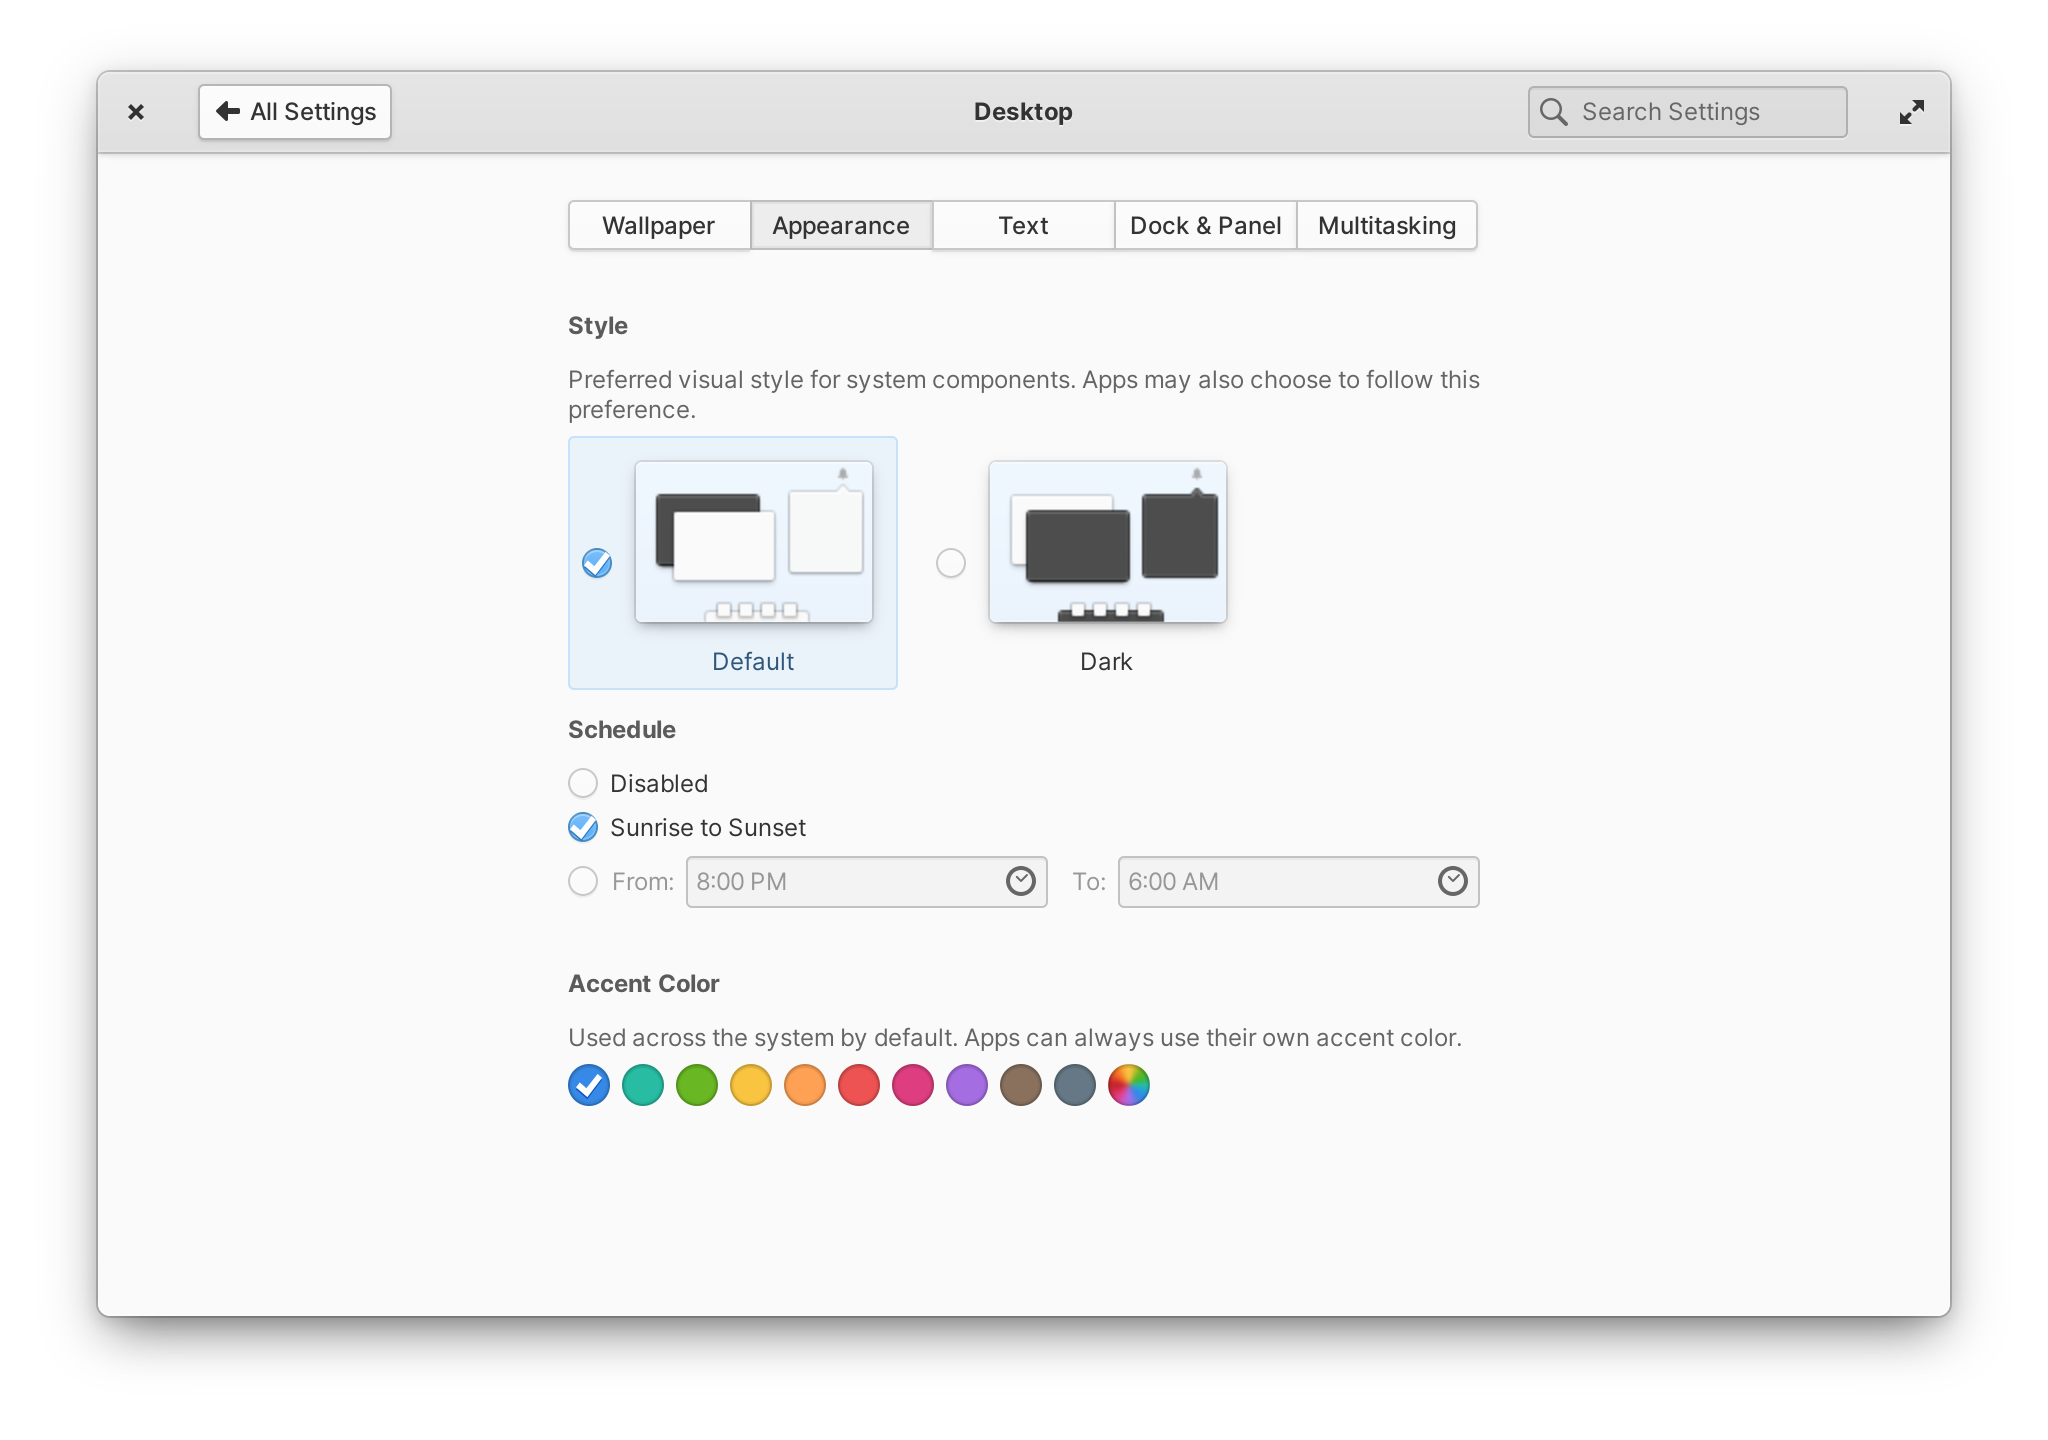 All Settings
Desktop
Search Settings
Wallpaper
Appearance
Text
Dock & Panel
Multitasking
Style
Preferred visual style for system components. Apps may also choose to follow this
preference.
Default
Dark
Schedule
Disabled
Sunrise to Sunset
From: 8:00 PM To: 6:00 AM
Accent Color
Used across the system by default. Apps can always use their own accent color.